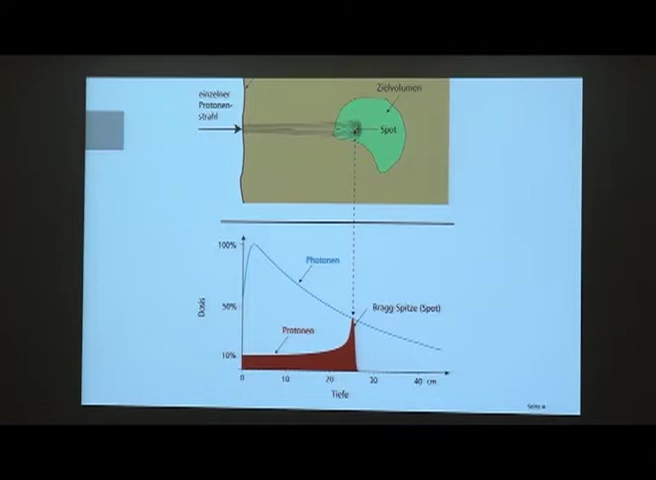 einzelner
Protonen-
strahl
Zielvolumen
Spot
100%
Photonen
50%
Bragg-Spitze (Spot)
Dosis
Protonen
10%
0 10 20 30 40 cm
Tiefe
Seite 4